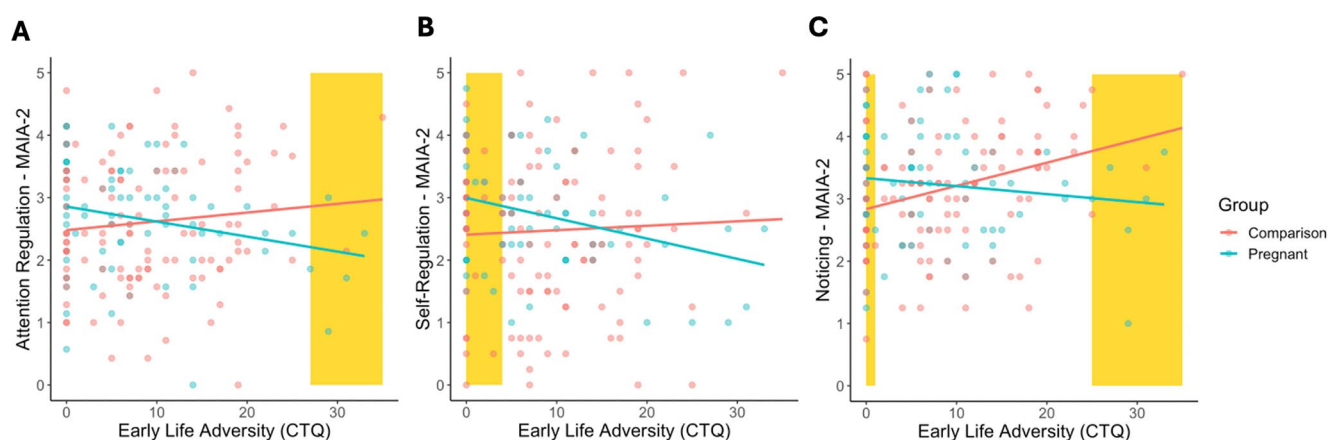 A
Attention Regulation - MAIA-2
5
4
3
2
1
0
0
10
20
30
Early Life Adversity (CTQ)
B
Self-Regulation - MAIA-2
5
4
3
2
1
0
0
10
20
30
Early Life Adversity (CTQ)
C
Noticing - MAIA-2
5
4
3
2
1
0
0
10
20
30
Early Life Adversity (CTQ)
Group
Comparison
Pregnant